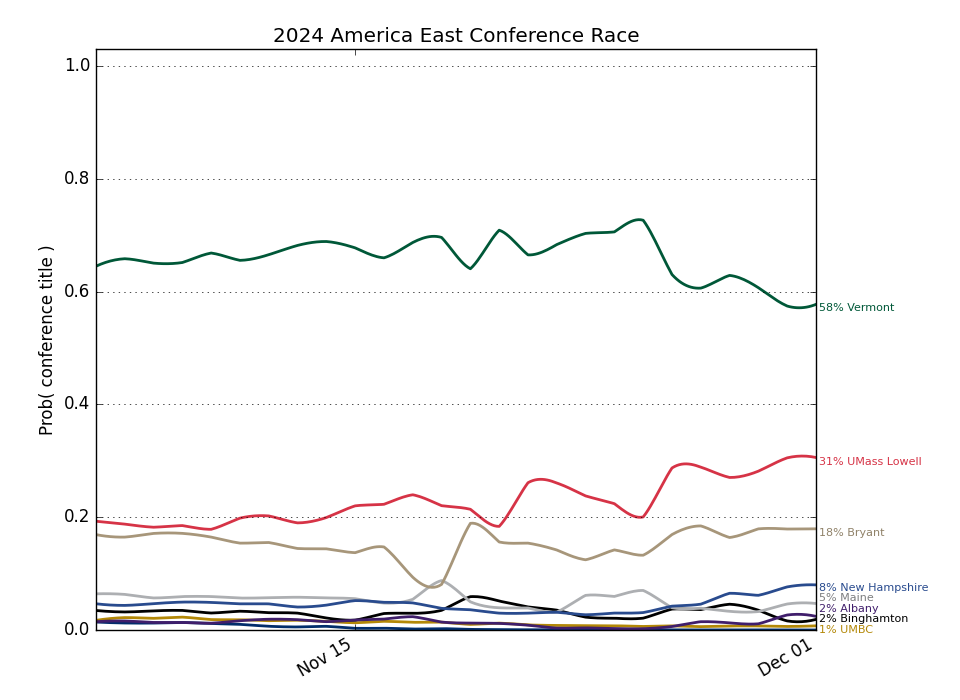 2024 America East Conference Race
Prob( conference title )
1.0
0.8
0.6
0.4
0.2
0.0
Nov 15
Dec 01
58% Vermont
31% UMass Lowell
18% Bryant
8% New Hampshire
5% Maine
2% Albany
2% Binghamton
1% UMBC